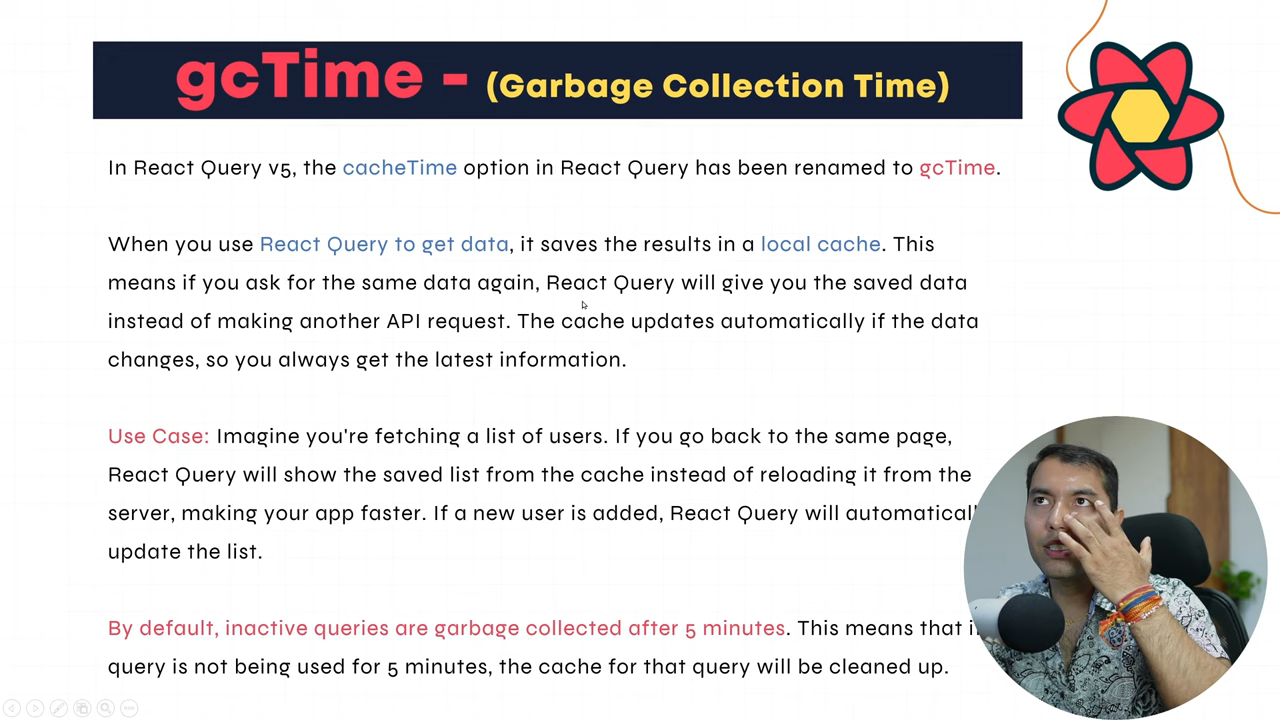 gcTime - (Garbage Collection Time)
In React Query v5, the cacheTime option in React Query has been renamed to gcTime.
When you use React Query to get data, it saves the results in a local cache. This
means if you ask for the same data again, React Query will give you the saved data
instead of making another API request. The cache updates automatically if the data
changes, so you always get the latest information.
Use Case: Imagine you're fetching a list of users. If you go back to the same page,
React Query will show the saved list from the cache instead of reloading it from the
server, making your app faster. If a new user is added, React Query will
update the list.
By default, inactive queries are garbage collected after 5 minutes. This means that
query is not being used for 5 minutes, the cache for that query will be cleaned up.